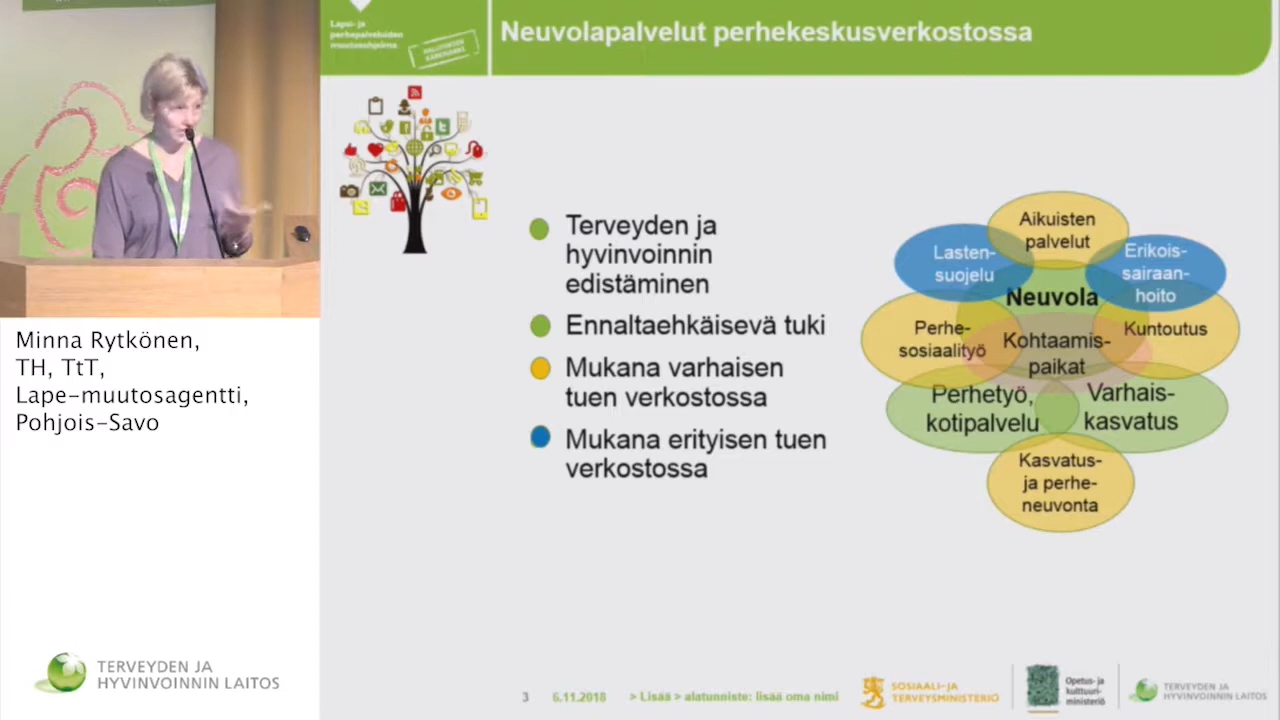 Lapsi- ja
perhepalveluiden
muutosohjelma
HALLITUKSEN
KÄRKIHANKE
Neuvolapalvelut perhekeskusverkostossa
Minna Rytkönen,
TH, TtT,
Lape-muutosagentti,
Pohjois-Savo
TERVEYDEN JA
HYVINVOINNIN LAITOS
Terveyden ja
hyvinvoinnin
edistäminen
Ennaltaehkäisevä tuki
Mukana varhaisen
tuen verkostossa
Mukana erityisen tuen
verkostossa
Aikuisten
palvelut
Lasten-
suojelu
Erikois-
sairaan-
hoito
Neuvola
Perhe-
sosiaalityö
Kohtaamis-
paikat
Kuntoutus
Perhetyö,
kotipalvelu
Varhais-
kasvatus
Kasvatus-
ja perhe-
neuvonta
3 6.11.2018 > Lisää > alatunniste: lisää oma nimi
SOSIAALI- JA
TERVEYSMINISTERIÖ
Opetus- ja
kulttuuri-
ministeriö
TERVEYDEN JA
HYVINVOINNIN LAITOS